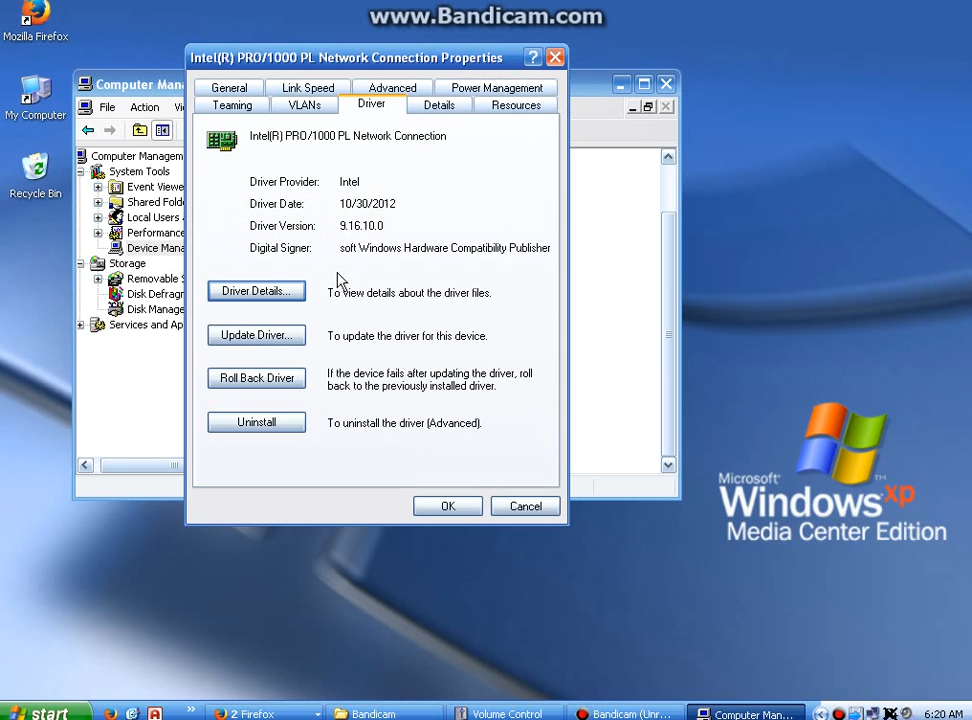 www.Bandicam.com
Mozilla Firefox
My Computer
Recycle Bin
Computer Mana
File Action Vi
Computer Managem
System Tools
Event Viewe
Shared Folde
Local Users
Performance
Device Mana
Storage
Removable S
Disk Defragm
Disk Manage
Services and Ap
Intel(R) PRO/1000 PL Network Connection Properties
General Link Speed Advanced Power Management
Teaming VLANs Driver Details Resources
Intel(R) PRO/1000 PL Network Connection
Driver Provider: Intel
Driver Date: 10/30/2012
Driver Version: 9.16.10.0
Digital Signer: soft Windows Hardware Compatibility Publisher
Driver Details... To view details about the driver files.
Update Driver... To update the driver for this device.
Roll Back Driver If the device fails after updating the driver, roll
back to the previously installed driver.
Uninstall To uninstall the driver (Advanced).
OK Cancel
Microsoft®
Windows xp
Media Center Edition
start 2 Firefox Bandicam Volume Control Bandicam (Unr... Computer Man... 6:20 AM